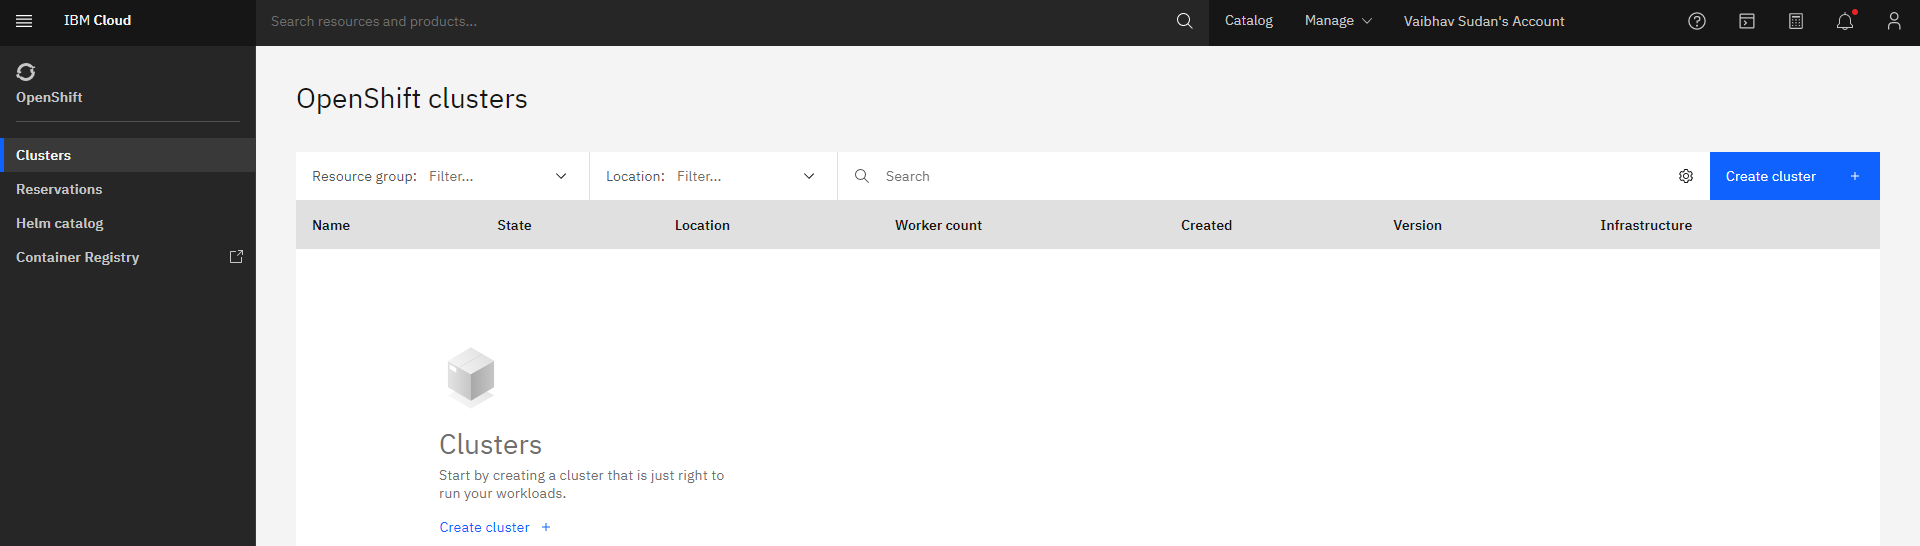 IBM Cloud
Search resources and products...
Catalog
Manage
Vaibhav Sudan's Account
OpenShift
Clusters
Reservations
Helm catalog
Container Registry
OpenShift clusters
Resource group: Filter...
Location: Filter...
Search
Create cluster +
Name State Location Worker count Created Version Infrastructure
Clusters
Start by creating a cluster that is just right to
run your workloads.
Create cluster +